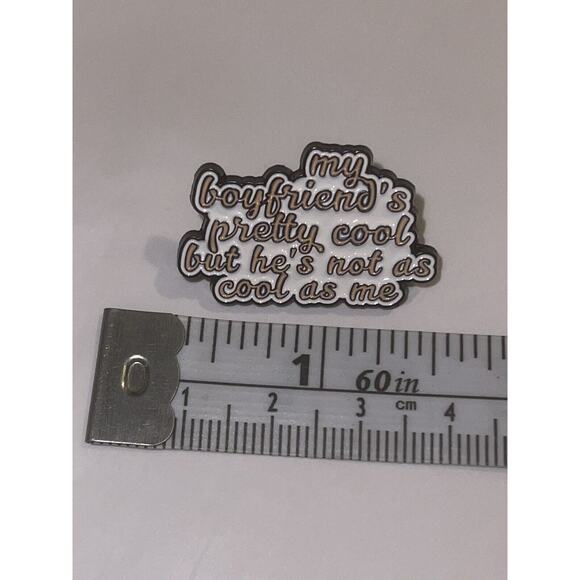 my
boyfriend's
pretty cool
but he's not as
cool as me
1 60in
1 2 3 cm 4